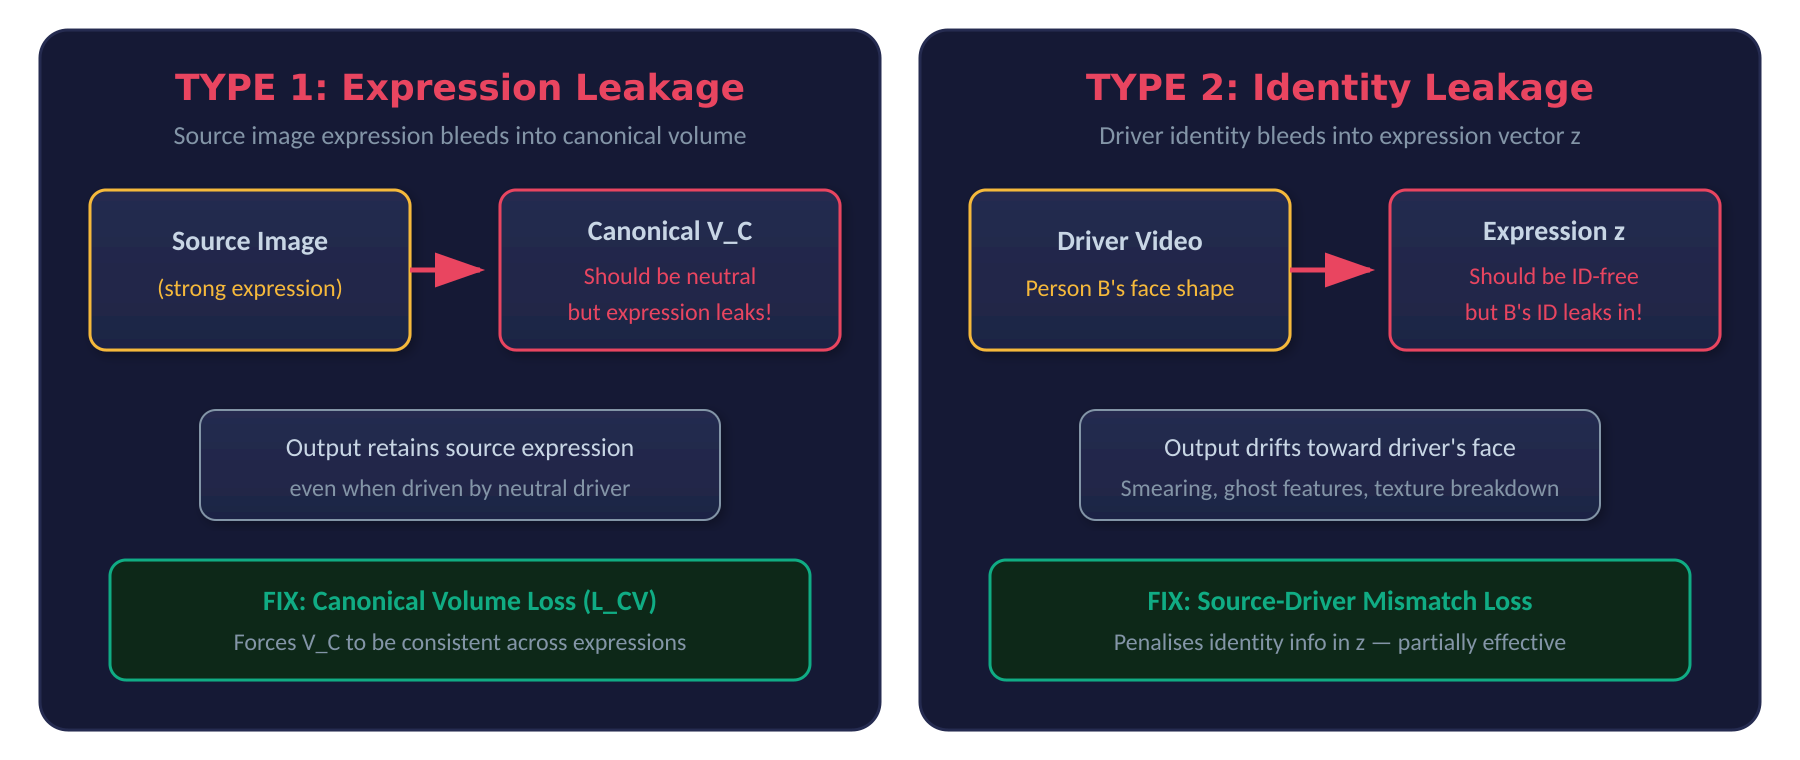 TYPE 1: Expression Leakage
Source image expression bleeds into canonical volume
Source Image
(strong expression)
Canonical V_C
Should be neutral
but expression leaks!
Output retains source expression
even when driven by neutral driver
FIX: Canonical Volume Loss (L_CV)
Forces V_C to be consistent across expressions
TYPE 2: Identity Leakage
Driver identity bleeds into expression vector z
Driver Video
Person B's face shape
Expression z
Should be ID-free
but B's ID leaks in!
Output drifts toward driver's face
Smearing, ghost features, texture breakdown
FIX: Source-Driver Mismatch Loss
Penalises identity info in z — partially effective